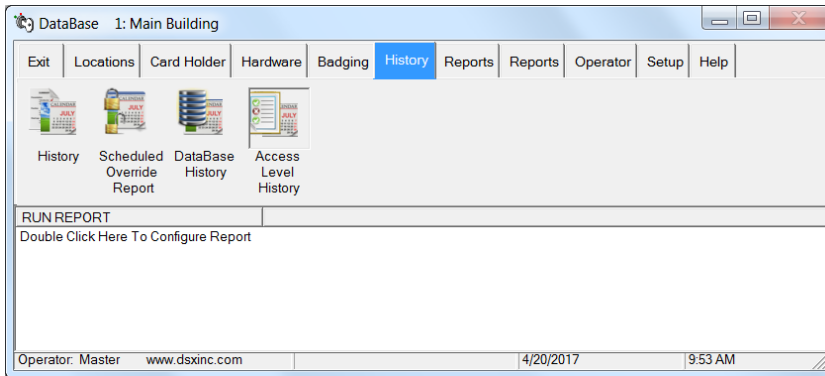 DataBase 1: Main Building
Exit Locations Card Holder Hardware Badging History Reports Reports Operator Setup Help
History
Scheduled Override Report
DataBase History
Access Level History
RUN REPORT
Double Click Here To Configure Report
Operator: Master www.dsxinc.com 4/20/2017 9:53 AM